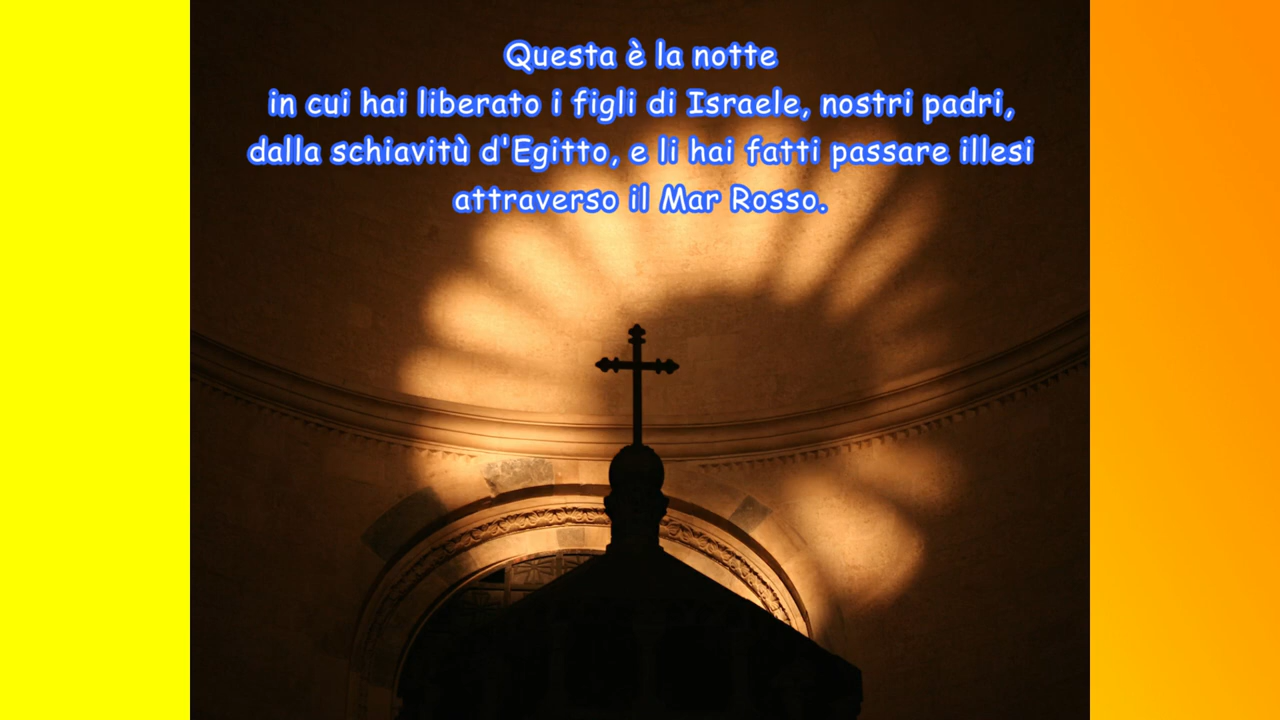 Questa è la notte
in cui hai liberato i figli di Israele, nostri padri,
dalla schiavitù d'Egitto, e li hai fatti passare illesi
attraverso il Mar Rosso.